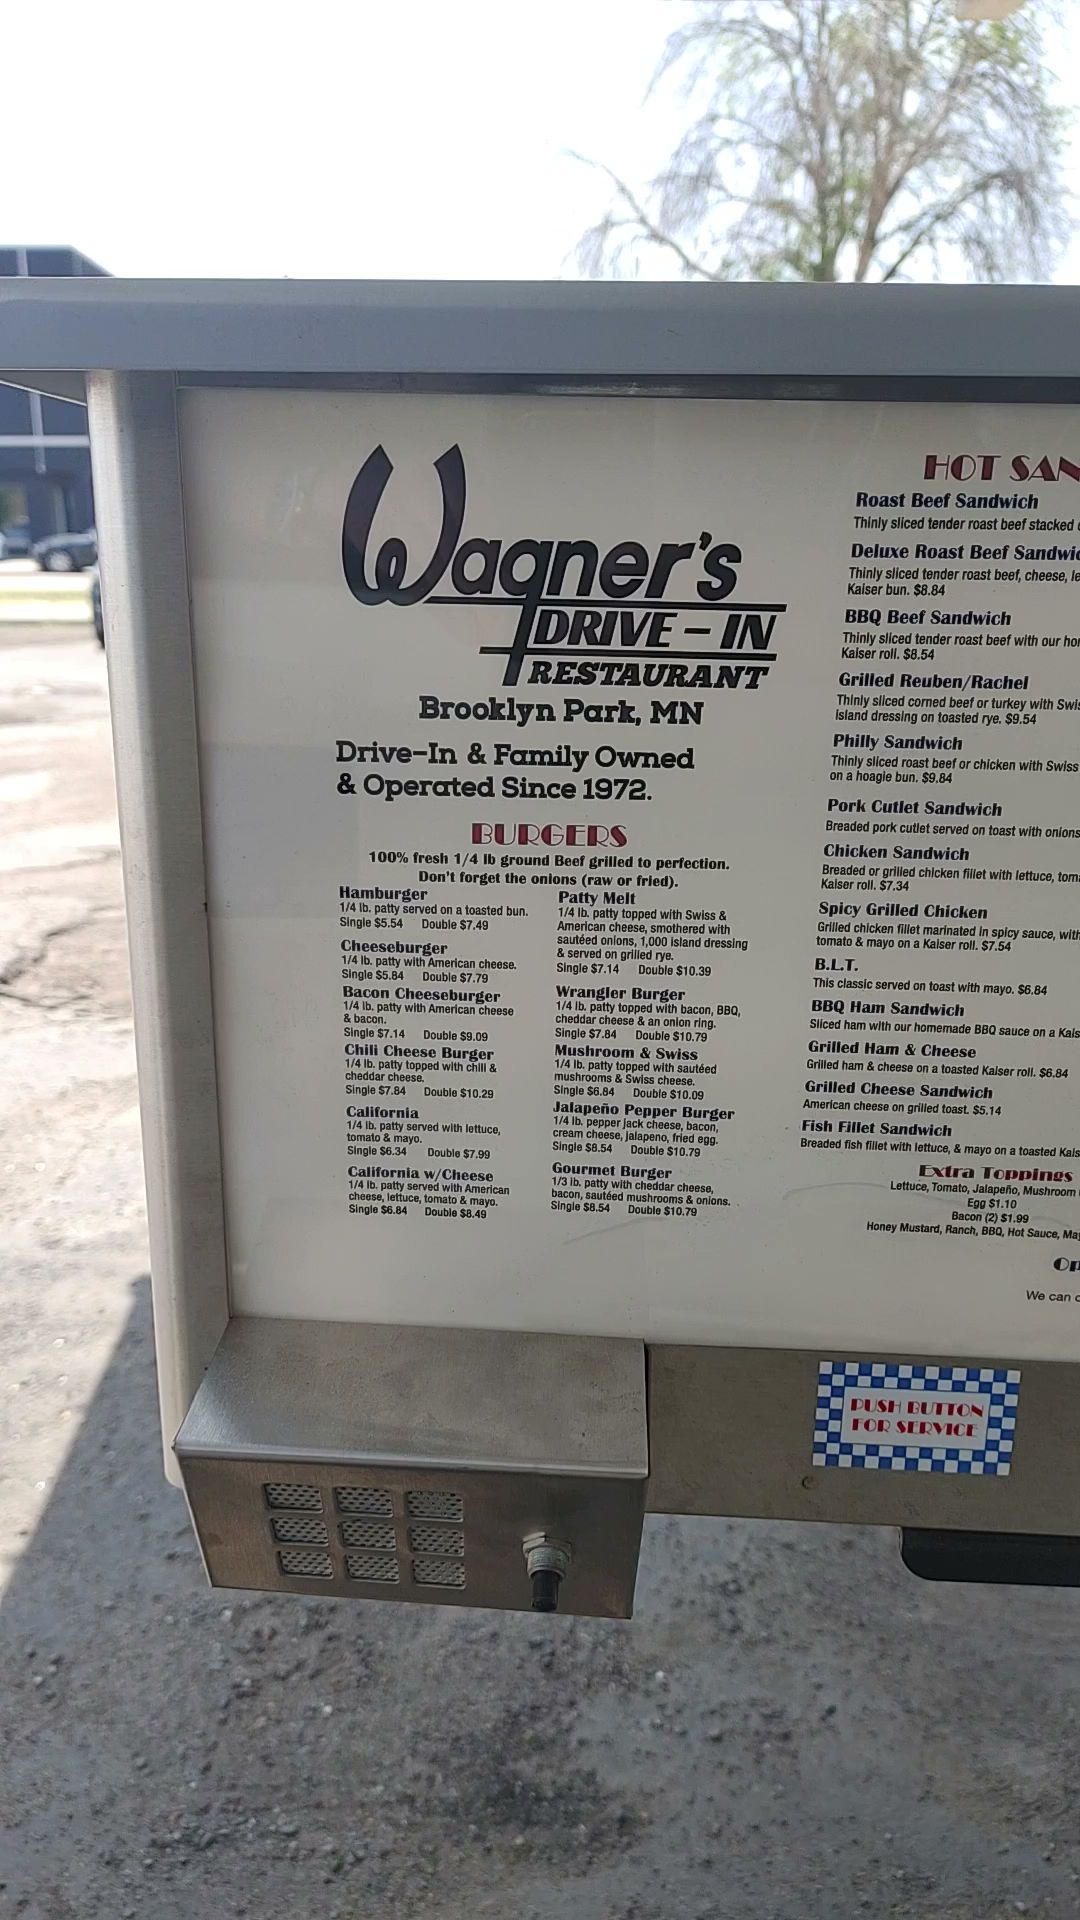 Wagner's
DRIVE-IN
RESTAURANT
Brooklyn Park, MN
Drive-In & Family Owned
& Operated Since 1972.
BURGERS
100% fresh 1/4 lb ground Beef grilled to perfection.
Don't forget the onions (raw or fried).
Hamburger
1/4 lb. patty served on a toasted bun.
Single $5.54 Double $7.49
Cheeseburger
1/4 lb. patty with American cheese.
Single $5.84 Double $7.79
Bacon Cheeseburger
1/4 lb. patty with American cheese
& bacon.
Single $7.14 Double $9.09
Chili Cheese Burger
1/4 lb. patty topped with chili &
cheddar cheese.
Single $7.84 Double $10.29
California
1/4 lb. patty served with lettuce,
tomato & mayo.
Single $6.34 Double $7.99
California w/Cheese
1/4 lb. patty served with American
cheese, lettuce, tomato & mayo.
Single $6.84 Double $8.49
Patty Melt
1/4 lb. patty topped with Swiss &
American cheese, smothered with
sautéed onions, 1,000 island dressing
& served on grilled rye.
Single $7.14 Double $10.39
Wrangler Burger
1/4 lb. patty topped with bacon, BBQ,
cheddar cheese & an onion ring.
Single $7.84 Double $10.79
Mushroom & Swiss
1/4 lb. patty topped with sautéed
mushrooms & Swiss cheese.
Single $6.84 Double $10.09
Jalapeño Pepper Burger
1/4 lb. pepper jack cheese, bacon,
cream cheese, jalapeno, fried egg.
Single $8.54 Double $10.79
Gourmet Burger
1/3 lb. patty with cheddar cheese,
bacon, sautéed mushrooms & onions.
Single $8.54 Double $10.79
HOT SAN
Roast Beef Sandwich
Thinly sliced tender roast beef stacked
Deluxe Roast Beef Sandwic
Thinly sliced tender roast beef, cheese, le
Kaiser bun. $8.84
BBQ Beef Sandwich
Thinly sliced tender roast beef with our ho
Kaiser roll. $8.54
Grilled Reuben/Rachel
Thinly sliced corned beef or turkey with Swis
island dressing on toasted rye. $9.54
Philly Sandwich
Thinly sliced roast beef or chicken with Swiss
on a hoagie bun. $9.84
Pork Cutlet Sandwich
Breaded pork cutlet served on toast with onions
Chicken Sandwich
Breaded or grilled chicken fillet with lettuce, tom
Kaiser roll. $7.34
Spicy Grilled Chicken
Grilled chicken fillet marinated in spicy sauce, with
tomato & mayo on a Kaiser roll. $7.54
B.L.T.
This classic served on toast with mayo. $6.84
BBQ Ham Sandwich
Sliced ham with our homemade BBQ sauce on a Kais
Grilled Ham & Cheese
Grilled ham & cheese on a toasted Kaiser roll. $6.84
Grilled Cheese Sandwich
American cheese on grilled toast. $5.14
Fish Fillet Sandwich
Breaded fish fillet with lettuce, & mayo on a toasted Kais
Extra Toppings
Lettuce, Tomato, Jalapeño, Mushroom
Egg $1.10
Bacon (2) $1.99
Honey Mustard, Ranch, BBQ, Hot Sauce, May
Op
We can
PUSH BUTTON
FOR SERVICE